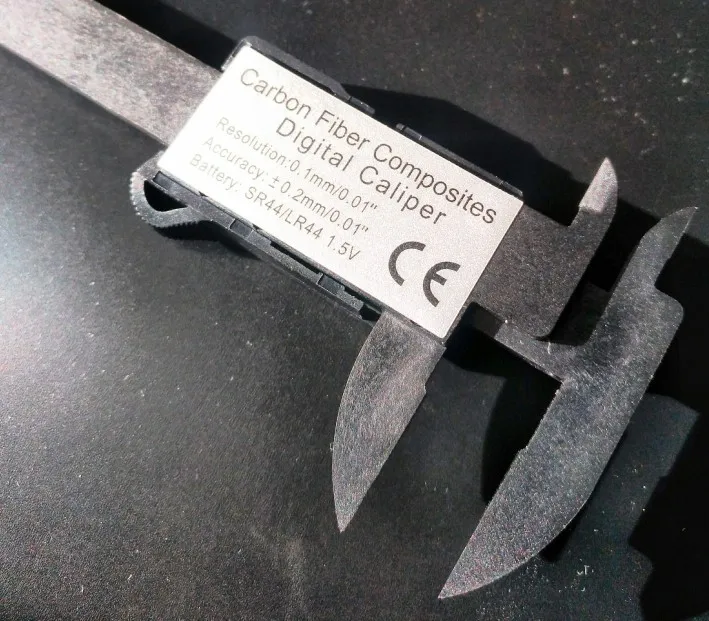 Carbon Fiber Composites
Digital Caliper
Resolution:0.1mm/0.01"
Accuracy: ±0.2mm/0.01"
Battery: SR44/LR44 1.5V
CE